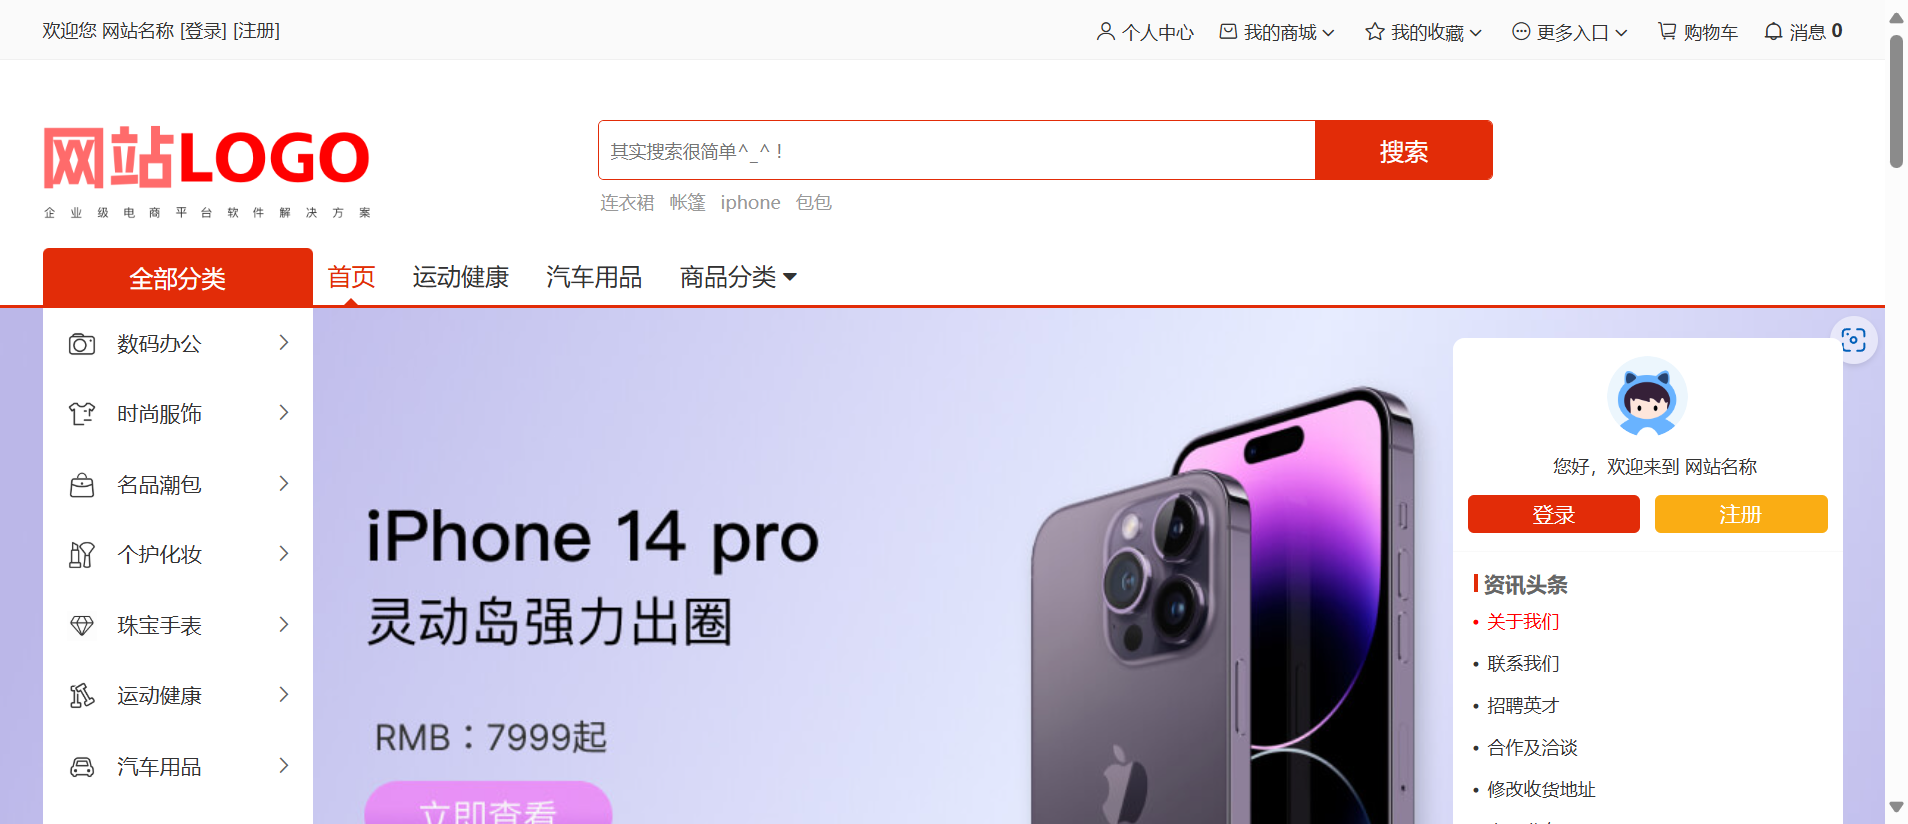 欢迎您 网站名称 [登录] [注册]
个人中心 我的商城 我的收藏 更多入口 购物车 消息 0
网站LOGO
企业级电商平台软件解决方案
其实搜索很简单^_^！
搜索
连衣裙 帐篷 iphone 包包
全部分类
首页 运动健康 汽车用品 商品分类
数码办公
时尚服饰
名品潮包
个护化妆
珠宝手表
运动健康
汽车用品
iPhone 14 pro
灵动岛强力出圈
RMB：7999起
立即查看
您好，欢迎来到 网站名称
登录 注册
资讯头条
• 关于我们
• 联系我们
• 招聘英才
• 合作及洽谈
• 修改收货地址